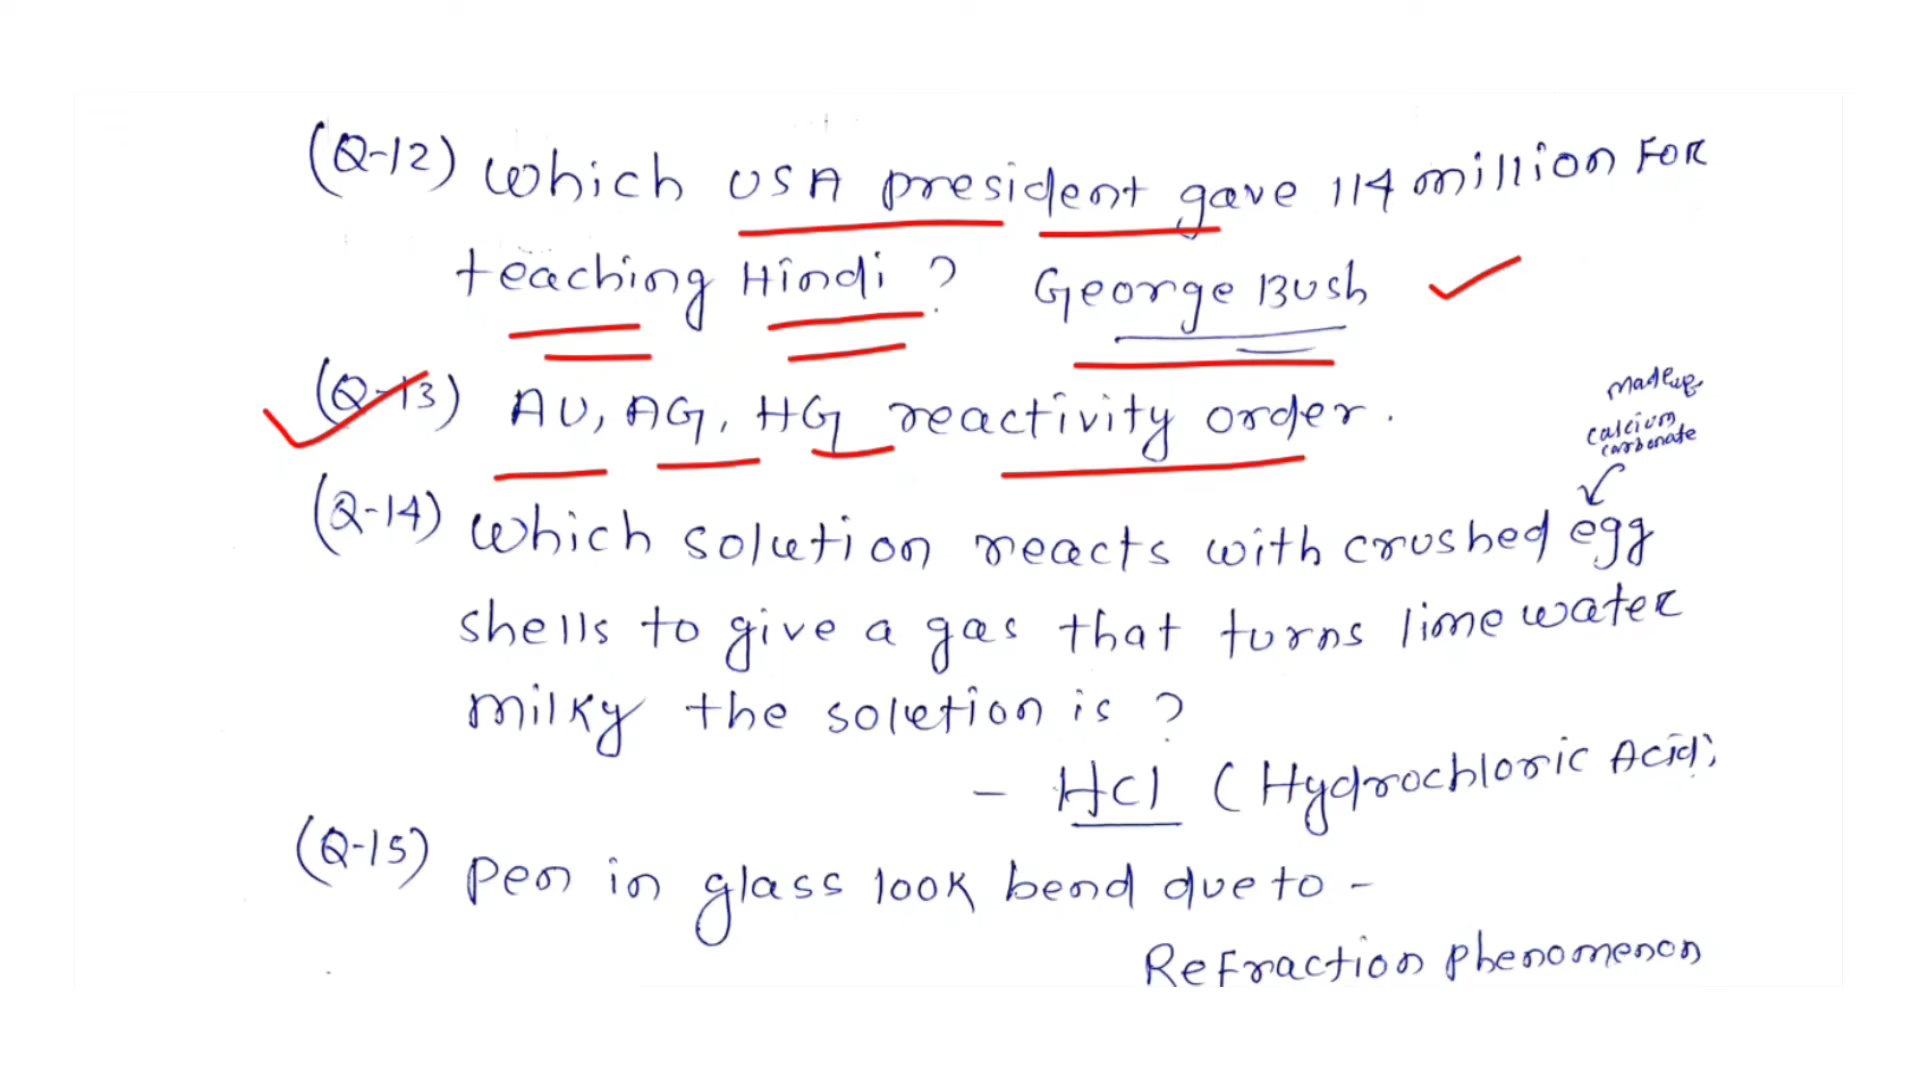 (Q-12) which USA president gave 114 million FOR
teaching Hindi ? George Bush
(Q-13) AU, AG, HG reactivity order.
made up
calcium
carbonate
(Q-14) which solution reacts with crushed egg
shells to give a gas that turns lime water
milky the solution is ?
- HCl (Hydrochloric Acid)
(Q-15) Pen in glass look bend due to -
Refraction phenomenon